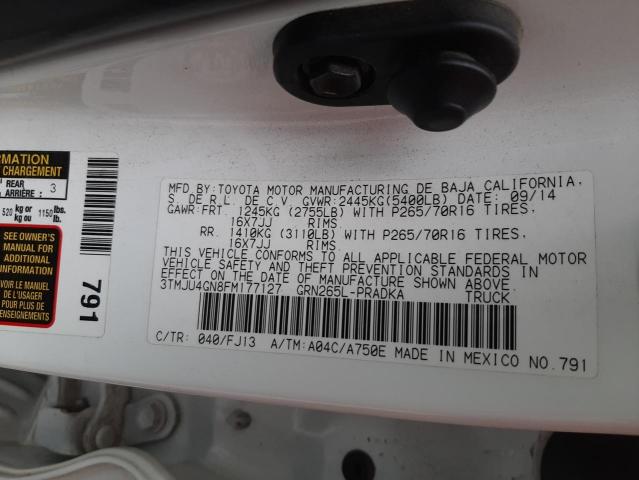 RMATION
CHARGEMENT
REAR
ARRIÈRE: 3
520 kg or kg ou 1150 lbs. lb.
SEE OWNER'S
MANUAL FOR
ADDITIONAL
INFORMATION
VOIR LE MANUEL
DE L'USAGER
POUR PLUS DE
RENSEIGNEMENTS
791
MFD BY:TOYOTA MOTOR MANUFACTURING DE BAJA CALIFORNIA,
S. DE R.L. DE C.V. GVWR:2445KG(5400LB) DATE: 09/14
GAWR:FRT. 1245KG (2755LB) WITH P265/70R16 TIRES,
16X7JJ RIMS
RR. 1410KG (3110LB) WITH P265/70R16 TIRES,
16X7JJ RIMS.
THIS VEHICLE CONFORMS TO ALL APPLICABLE FEDERAL MOTOR
VEHICLE SAFETY AND THEFT PREVENTION STANDARDS IN
EFFECT ON THE DATE OF MANUFACTURE SHOWN ABOVE.
3TMJU4GN8FM177127 GRN265L-PRADKA TRUCK
C/TR: 040/FJ13 A/TM:A04C/A750E MADE IN MEXICO NO.791